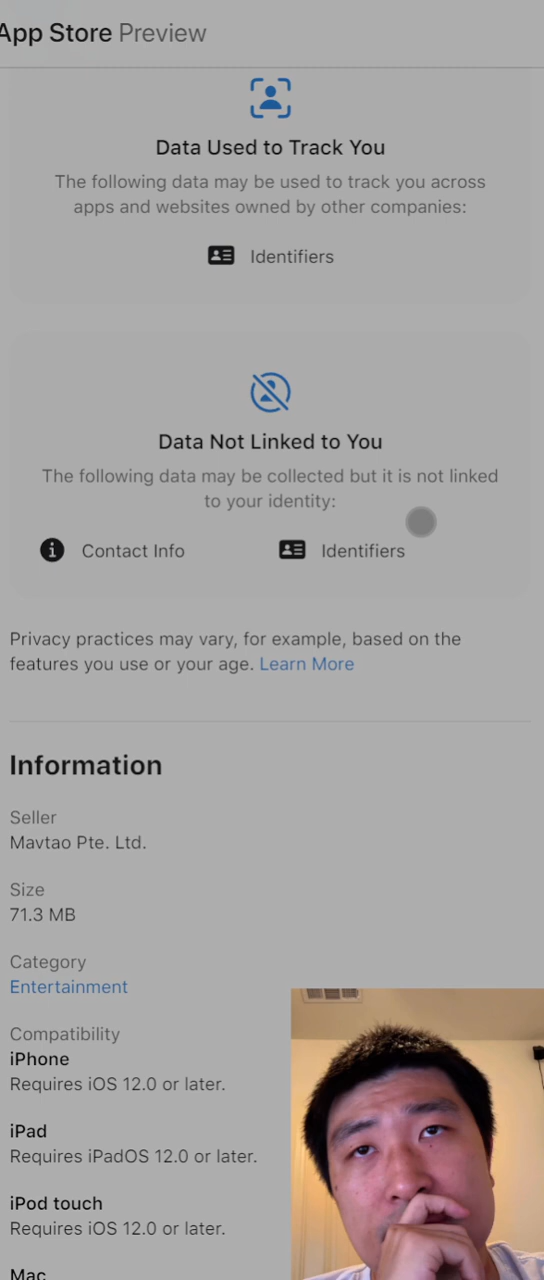 App Store Preview
Data Used to Track You
The following data may be used to track you across
apps and websites owned by other companies:
Identifiers
Data Not Linked to You
The following data may be collected but it is not linked
to your identity:
Contact Info Identifiers
Privacy practices may vary, for example, based on the
features you use or your age. Learn More
Information
Seller
Mavtao Pte. Ltd.
Size
71.3 MB
Category
Entertainment
Compatibility
iPhone
Requires iOS 12.0 or later.
iPad
Requires iPadOS 12.0 or later.
iPod touch
Requires iOS 12.0 or later.
Mac